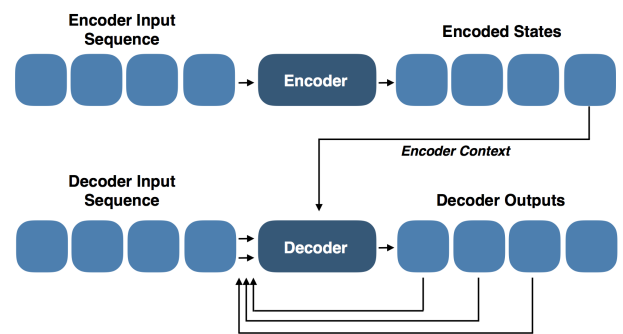 Encoder Input
Sequence
Encoded States
Encoder
Encoder Context
Decoder Input
Sequence
Decoder Outputs
Decoder